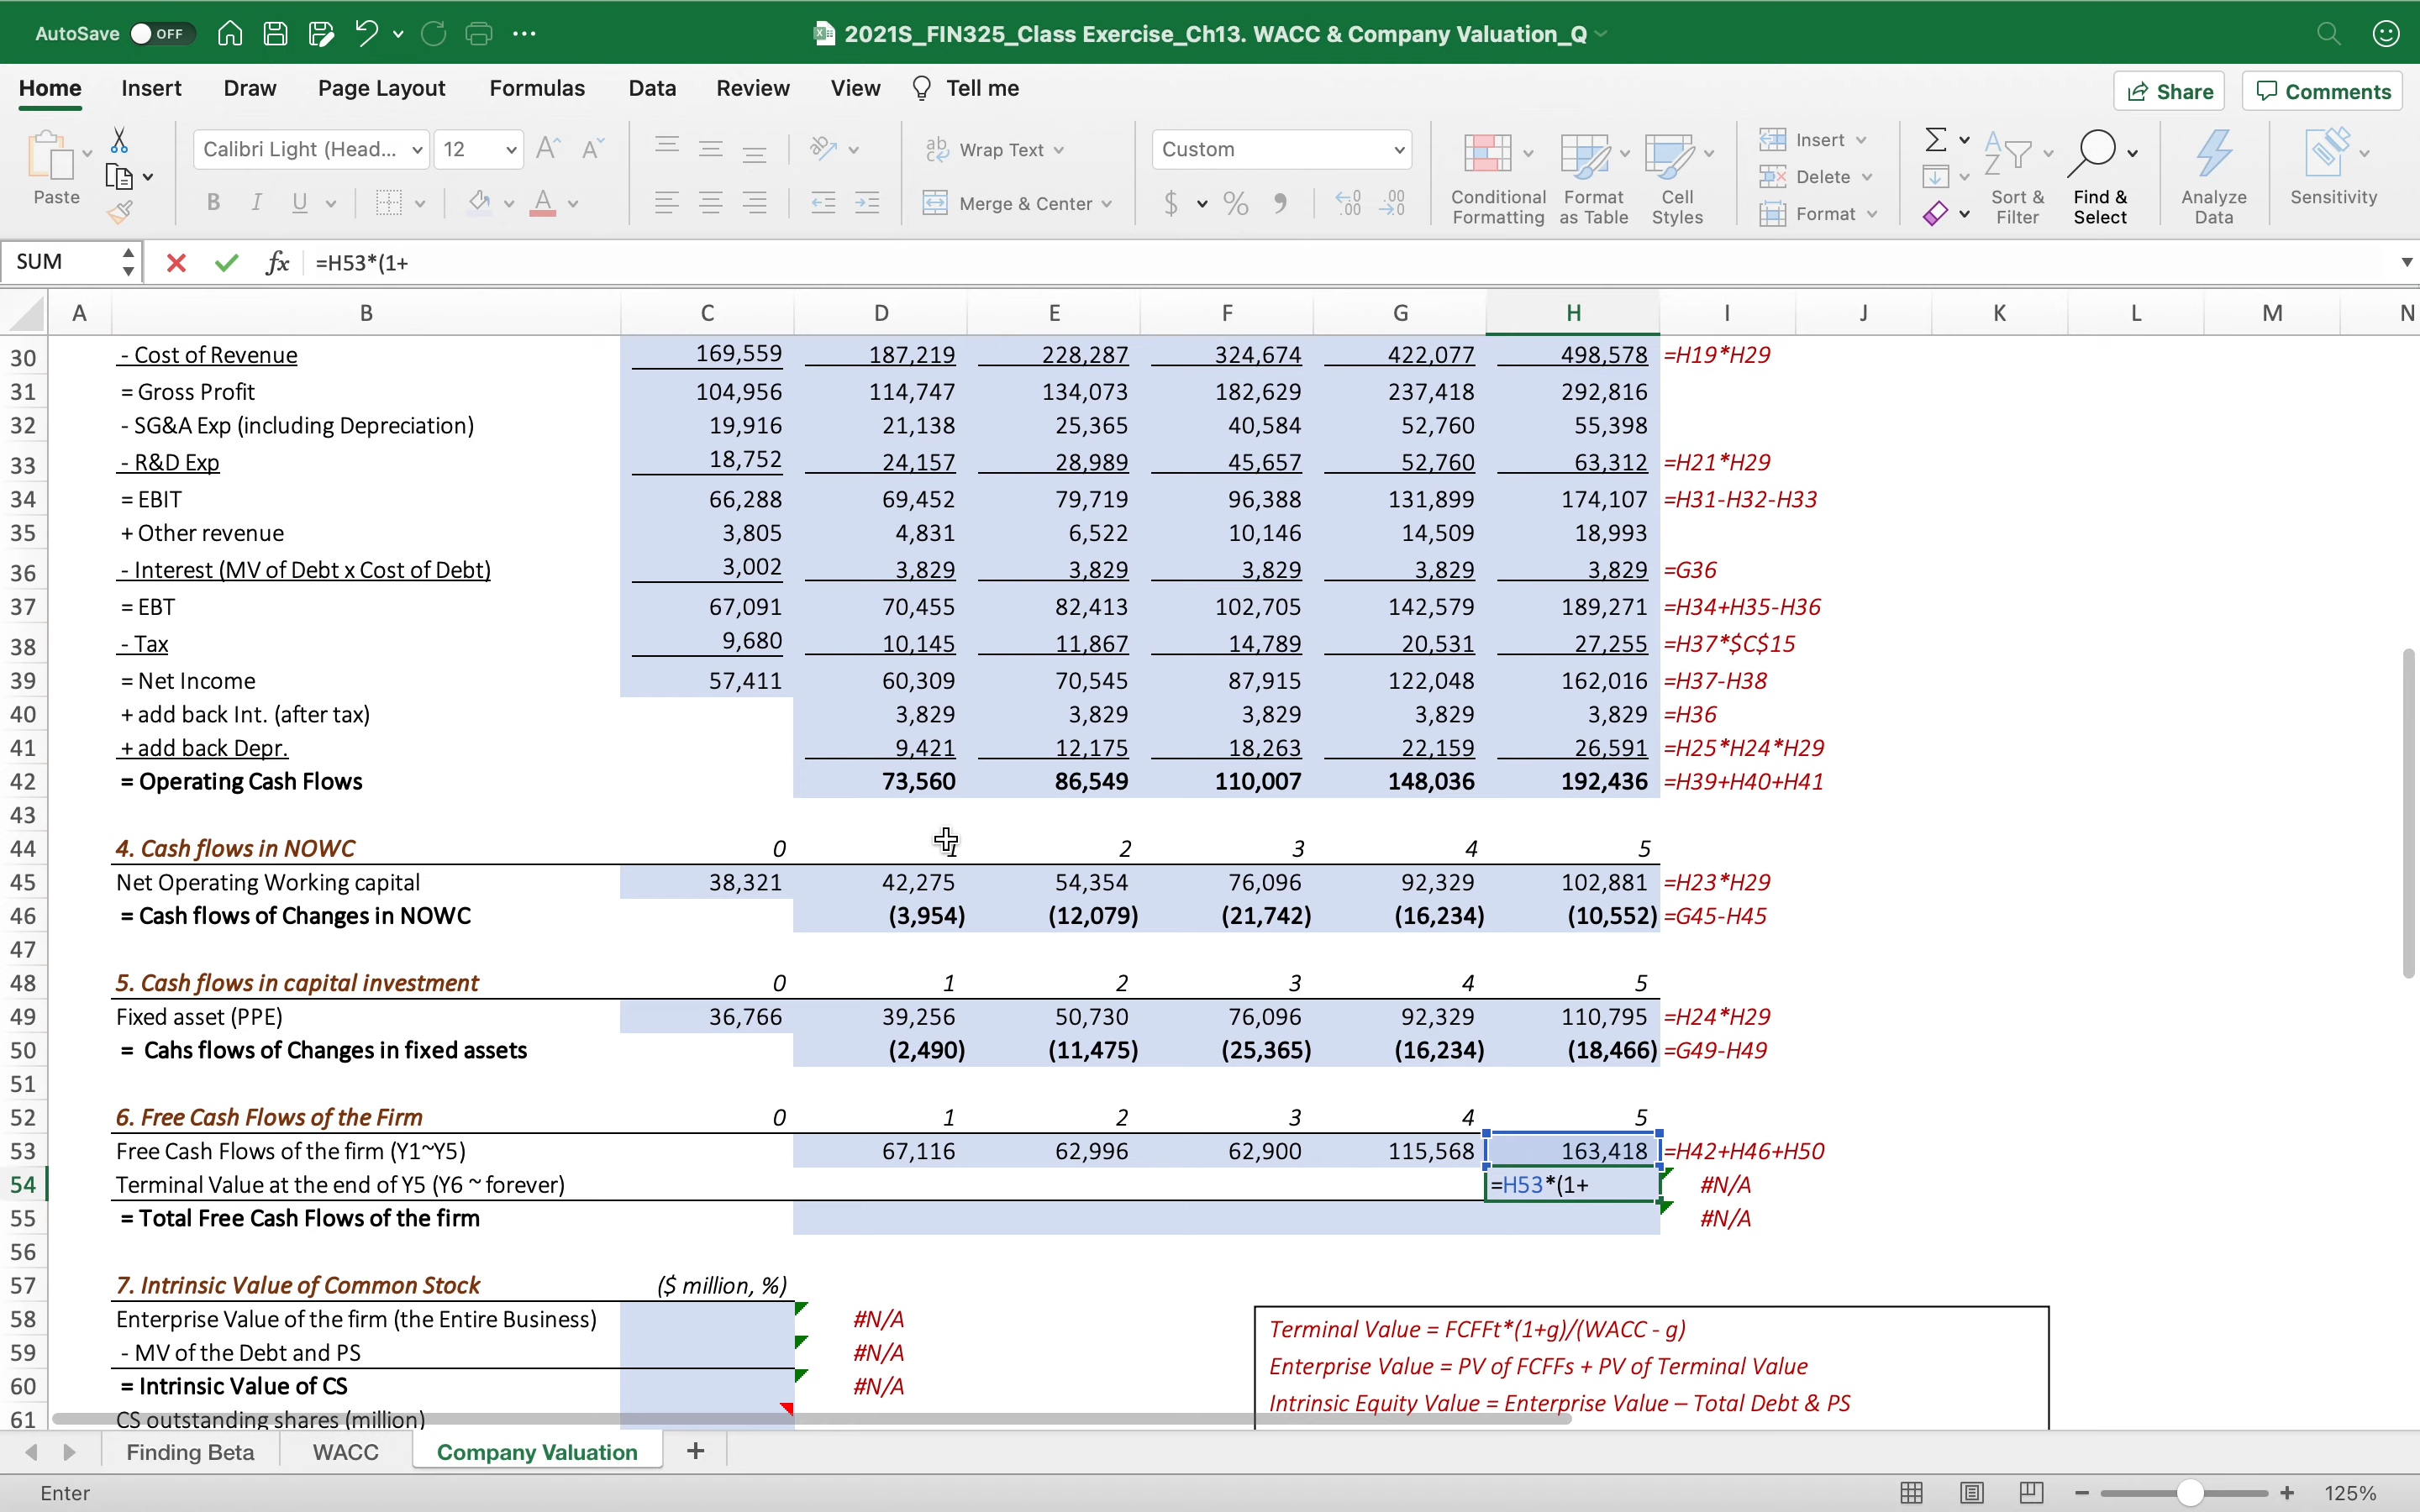 AutoSave OFF 2021S_FIN325_Class Exercise_Ch13. WACC & Company Valuation_Q
Home Insert Draw Page Layout Formulas Data Review View Tell me Share Comments
Paste Calibri Light (Head... 12 Wrap Text Custom Insert
B I U A Merge & Center $ % Conditional Formatting Format as Table Cell Styles Delete Format Sort & Filter Find & Select Analyze Data Sensitivity
SUM fx =H53*(1+
A B C D E F G H I J K L M N
30 - Cost of Revenue 169,559 187,219 228,287 324,674 422,077 498,578 =H19*H29
31 = Gross Profit 104,956 114,747 134,073 182,629 237,418 292,816
32 - SG&A Exp (including Depreciation) 19,916 21,138 25,365 40,584 52,760 55,398
33 - R&D Exp 18,752 24,157 28,989 45,657 52,760 63,312 =H21*H29
34 = EBIT 66,288 69,452 79,719 96,388 131,899 174,107 =H31-H32-H33
35 + Other revenue 3,805 4,831 6,522 10,146 14,509 18,993
36 - Interest (MV of Debt x Cost of Debt) 3,002 3,829 3,829 3,829 3,829 3,829 =G36
37 = EBT 67,091 70,455 82,413 102,705 142,579 189,271 =H34+H35-H36
38 - Tax 9,680 10,145 11,867 14,789 20,531 27,255 =H37*$C$15
39 = Net Income 57,411 60,309 70,545 87,915 122,048 162,016 =H37-H38
40 + add back Int. (after tax) 3,829 3,829 3,829 3,829 3,829 =H36
41 + add back Depr. 9,421 12,175 18,263 22,159 26,591 =H25*H24*H29
42 = Operating Cash Flows 73,560 86,549 110,007 148,036 192,436 =H39+H40+H41
43
44 4. Cash flows in NOWC 0 1 2 3 4 5
45 Net Operating Working capital 38,321 42,275 54,354 76,096 92,329 102,881 =H23*H29
46 = Cash flows of Changes in NOWC (3,954) (12,079) (21,742) (16,234) (10,552) =G45-H45
47
48 5. Cash flows in capital investment 0 1 2 3 4 5
49 Fixed asset (PPE) 36,766 39,256 50,730 76,096 92,329 110,795 =H24*H29
50 = Cahs flows of Changes in fixed assets (2,490) (11,475) (25,365) (16,234) (18,466) =G49-H49
51
52 6. Free Cash Flows of the Firm 0 1 2 3 4 5
53 Free Cash Flows of the firm (Y1~Y5) 67,116 62,996 62,900 115,568 163,418 =H42+H46+H50
54 Terminal Value at the end of Y5 (Y6 ~ forever) =H53*(1+ #N/A
55 = Total Free Cash Flows of the firm #N/A
56
57 7. Intrinsic Value of Common Stock ($ million, %)
58 Enterprise Value of the firm (the Entire Business) #N/A Terminal Value = FCFFt*(1+g)/(WACC - g)
59 - MV of the Debt and PS #N/A Enterprise Value = PV of FCFFs + PV of Terminal Value
60 = Intrinsic Value of CS #N/A Intrinsic Equity Value = Enterprise Value – Total Debt & PS
61 CS outstanding shares (million)
Finding Beta WACC Company Valuation +
Enter 125%